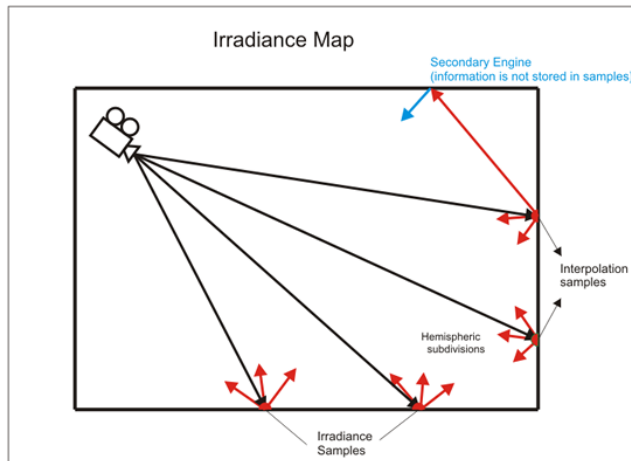 Irradiance Map
Secondary Engine
(information is not stored in samples)
Interpolation
samples
Hemispheric
subdivisions
Irradiance
Samples